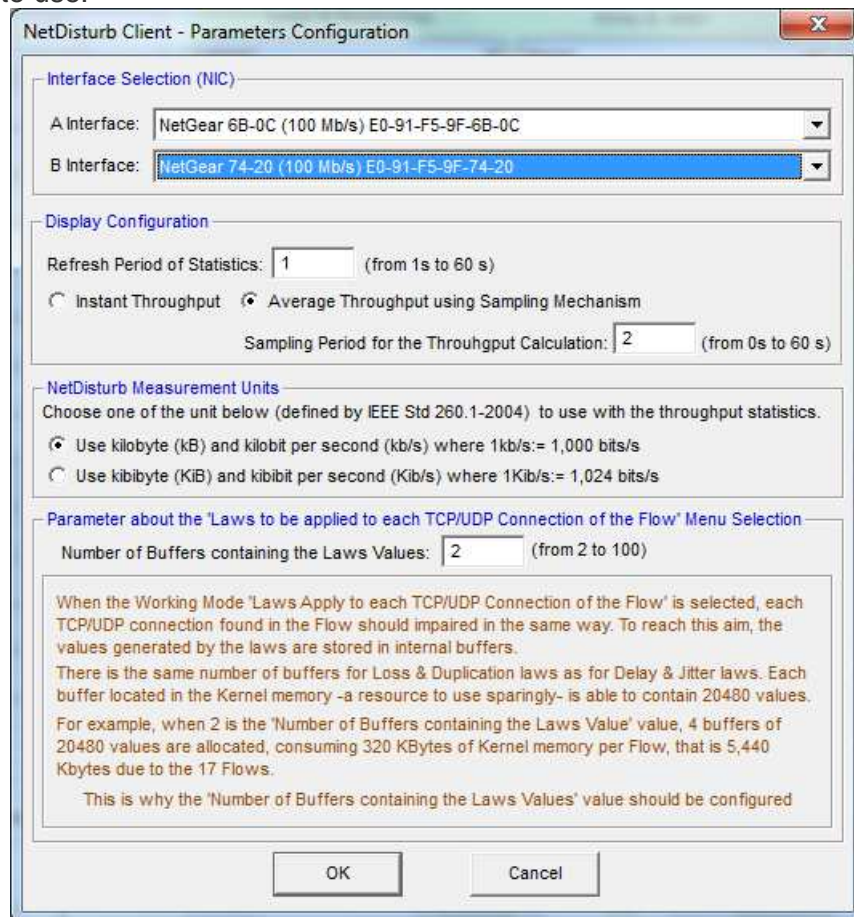 to use.
NetDisturb Client - Parameters Configuration
Interface Selection (NIC)
A Interface: NetGear 6B-0C (100 Mb/s) E0-91-F5-9F-6B-0C
B Interface: NetGear 74-20 (100 Mb/s) E0-91-F5-9F-74-20
Display Configuration
Refresh Period of Statistics: 1 (from 1s to 60 s)
Instant Throughput Average Throughput using Sampling Mechanism
Sampling Period for the Throuhgput Calculation: 2 (from 0s to 60 s)
NetDisturb Measurement Units
Choose one of the unit below (defined by IEEE Std 260.1-2004) to use with the throughput statistics.
Use kilobyte (kB) and kilobit per second (kb/s) where 1kb/s:= 1,000 bits/s
Use kibibyte (KiB) and kibibit per second (Kib/s) where 1Kib/s:= 1,024 bits/s
Parameter about the 'Laws to be applied to each TCP/UDP Connection of the Flow' Menu Selection
Number of Buffers containing the Laws Values: 2 (from 2 to 100)
When the Working Mode 'Laws Apply to each TCP/UDP Connection of the Flow' is selected, each
TCP/UDP connection found in the Flow should impaired in the same way. To reach this aim, the
values generated by the laws are stored in internal buffers.
There is the same number of buffers for Loss & Duplication laws as for Delay & Jitter laws. Each
buffer located in the Kernel memory -a resource to use sparingly- is able to contain 20480 values.
For example, when 2 is the 'Number of Buffers containing the Laws Value' value, 4 buffers of
20480 values are allocated, consuming 320 KBytes of Kernel memory per Flow, that is 5,440
Kbytes due to the 17 Flows.
This is why the 'Number of Buffers containing the Laws Values' value should be configured
OK Cancel